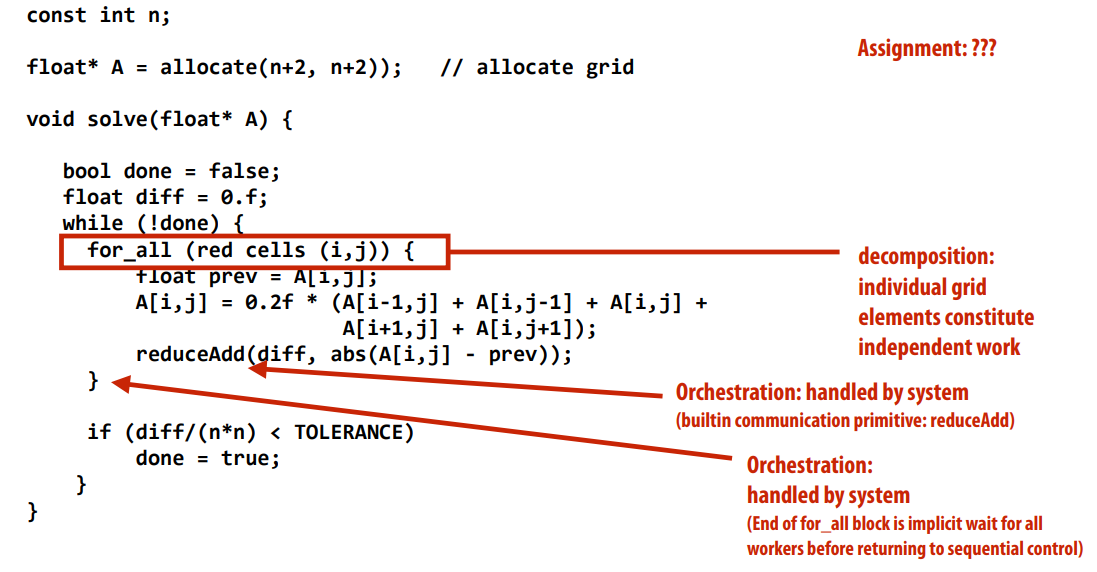 const int n;
Assignment: ???
float* A = allocate(n+2, n+2));   // allocate grid
void solve(float* A) {
bool done = false;
float diff = 0.f;
while (!done) {
for_all (red cells (i,j)) {
float prev = A[i,j];
A[i,j] = 0.2f * (A[i-1,j] + A[i,j-1] + A[i,j] +
A[i+1,j] + A[i,j+1]);
reduceAdd(diff, abs(A[i,j] - prev));
}
if (diff/(n*n) < TOLERANCE)
done = true;
}
}
decomposition:
individual grid
elements constitute
independent work
Orchestration: handled by system
(builtin communication primitive: reduceAdd)
Orchestration:
handled by system
(End of for_all block is implicit wait for all
workers before returning to sequential control)